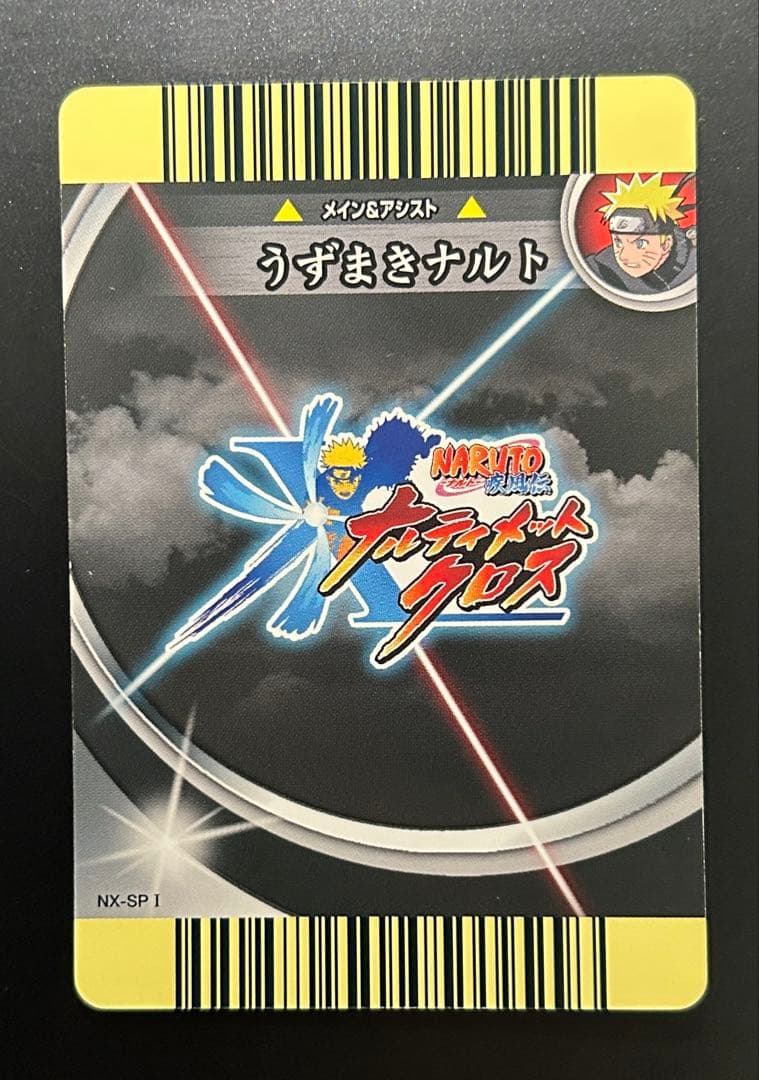 メイン&アシスト
うずまきナルト
NARUTO
-ナルト-
疾風伝
ナルティメット
クロス
NX-SP I